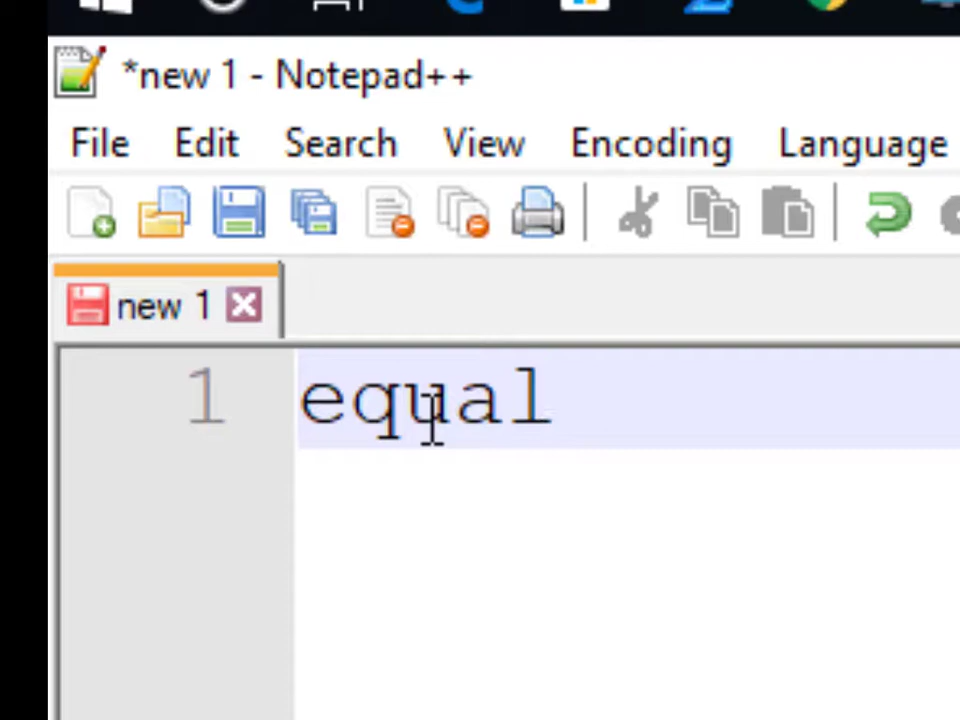 *new 1 - Notepad++
File Edit Search View Encoding Language
new 1
1 equal